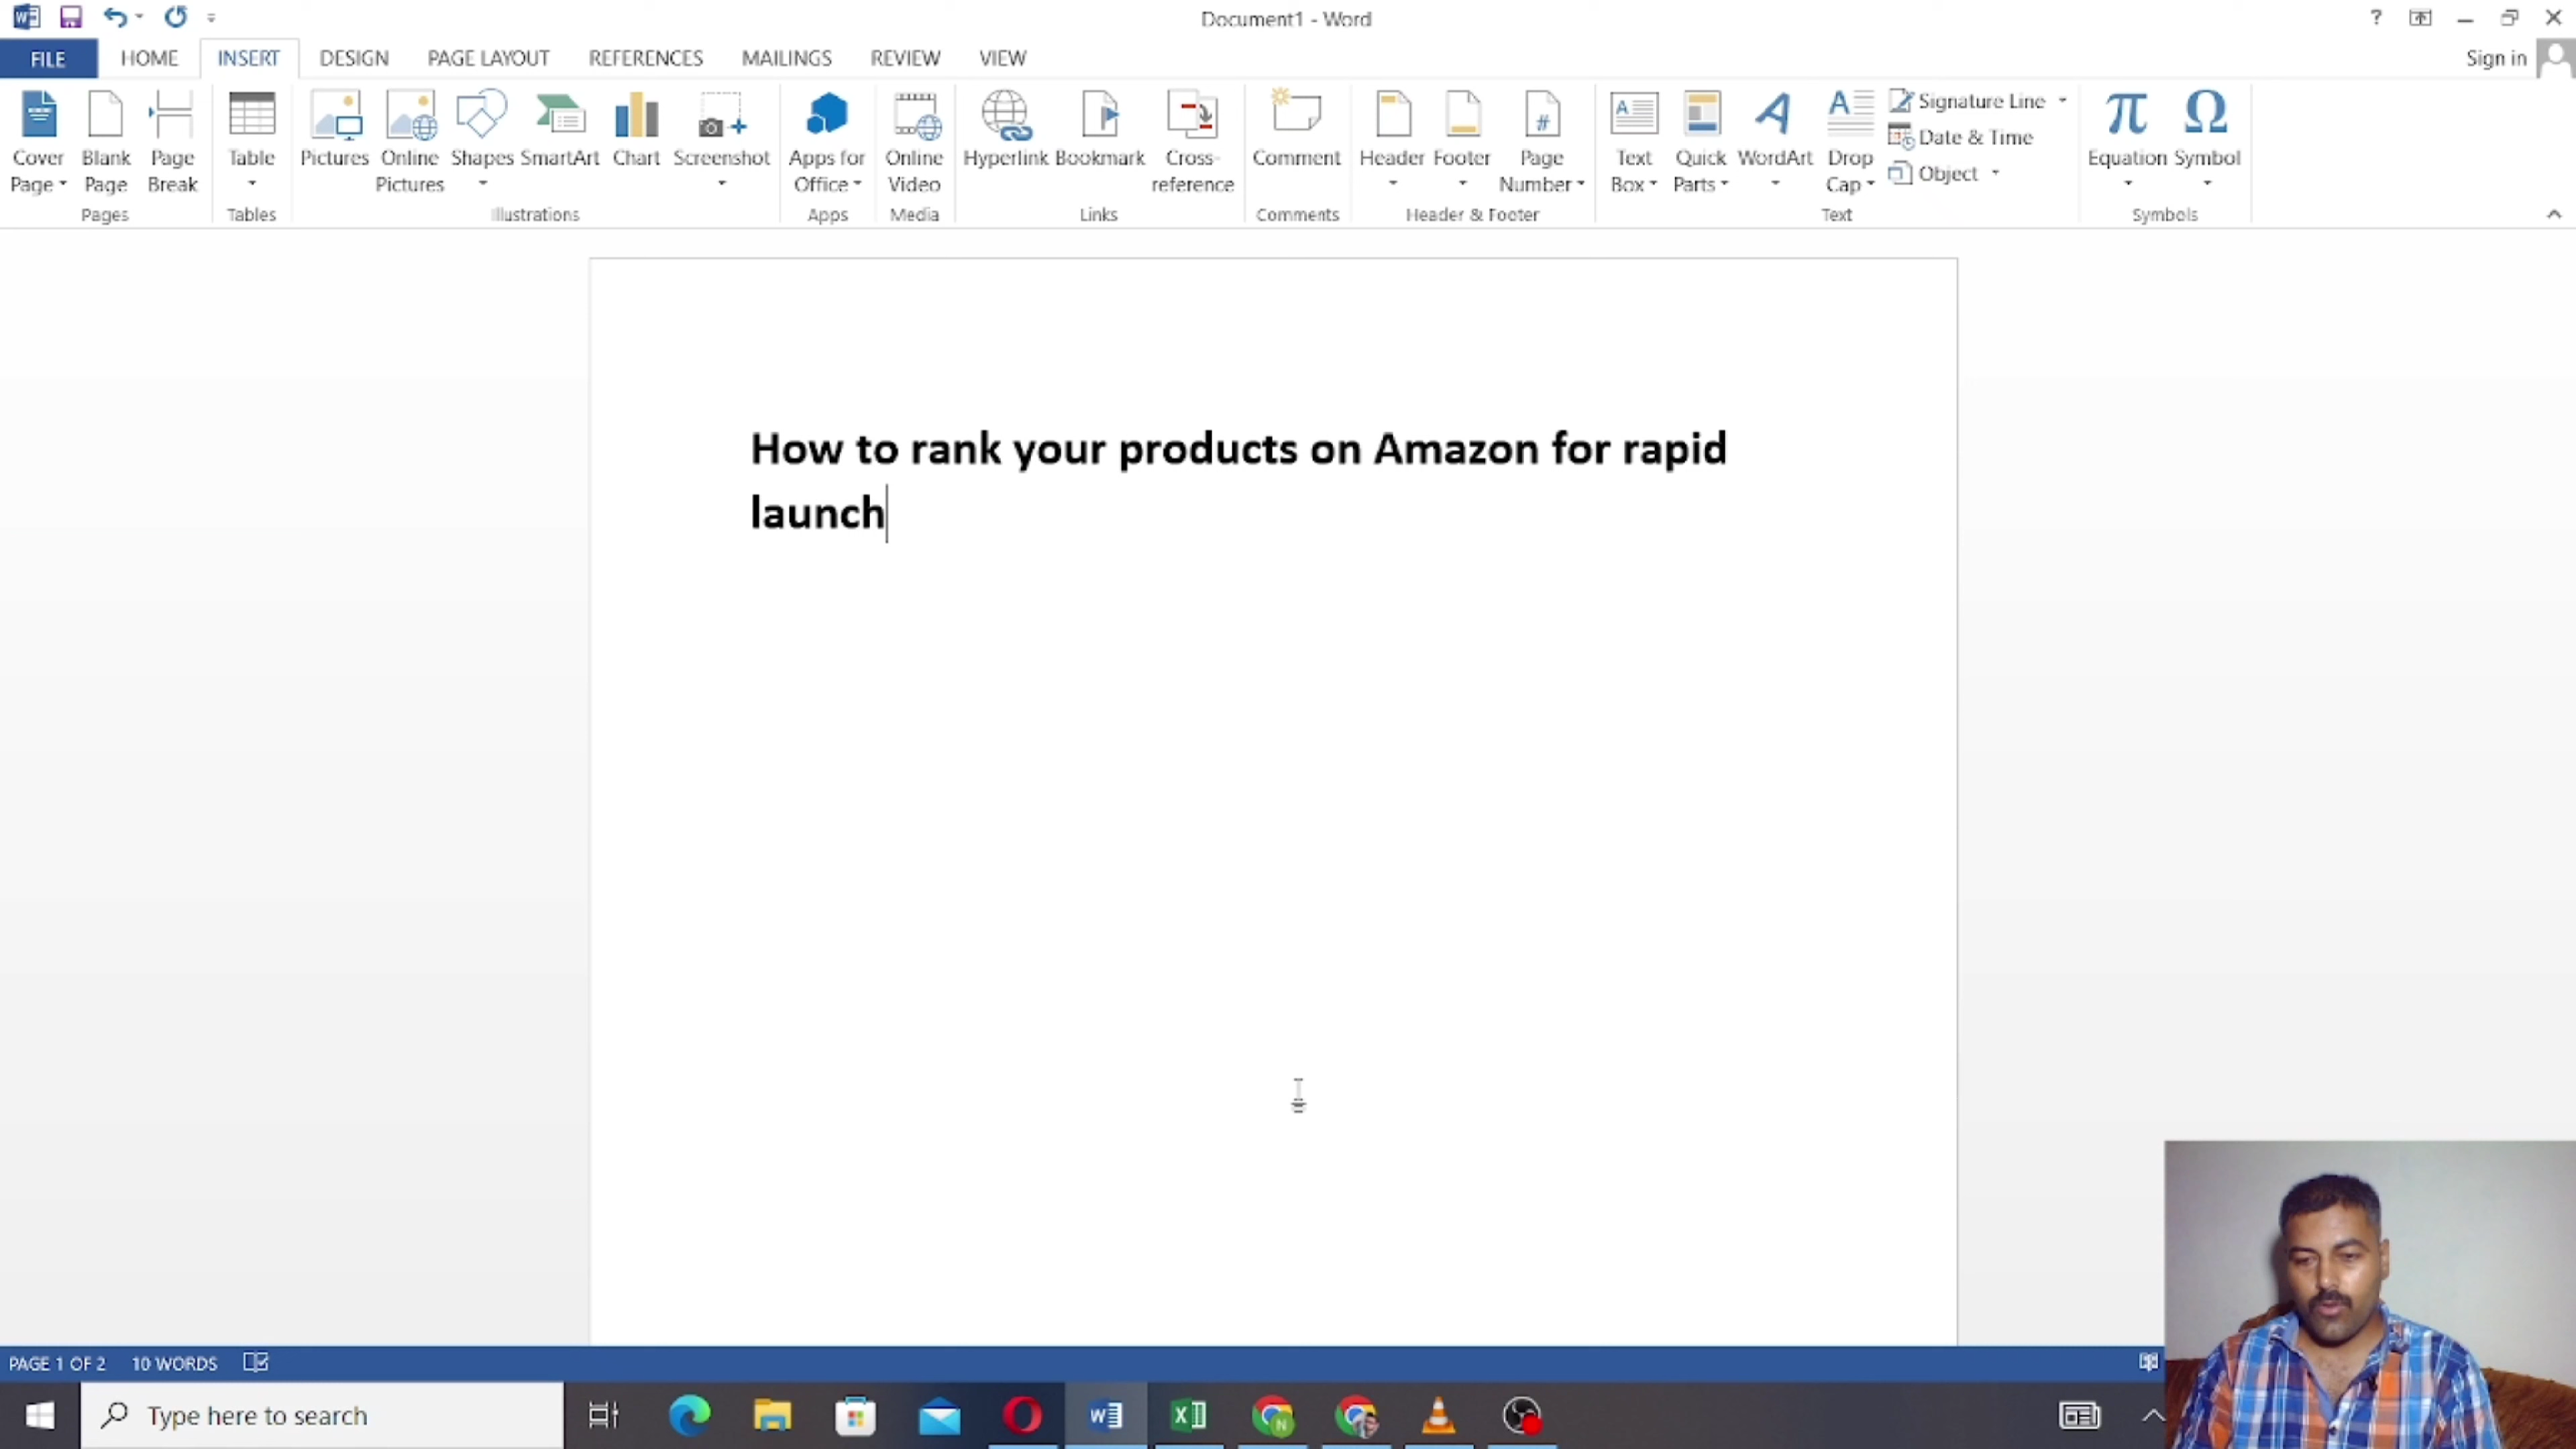 Document1 - Word
?
FILE HOME INSERT DESIGN PAGE LAYOUT REFERENCES MAILINGS REVIEW VIEW Sign in
Cover Page
Blank Page
Page Break
Pages
Table
Tables
Pictures
Online Pictures
Shapes
SmartArt
Chart
Screenshot
Illustrations
Apps for Office
Apps
Online Video
Media
Hyperlink
Bookmark
Cross-reference
Links
Comment
Comments
Header
Footer
Page Number
Header & Footer
Text Box
Quick Parts
WordArt
Drop Cap
Signature Line
Date & Time
Object
Text
Equation
Symbol
Symbols
How to rank your products on Amazon for rapid
launch
PAGE 1 OF 2 10 WORDS
Type here to search